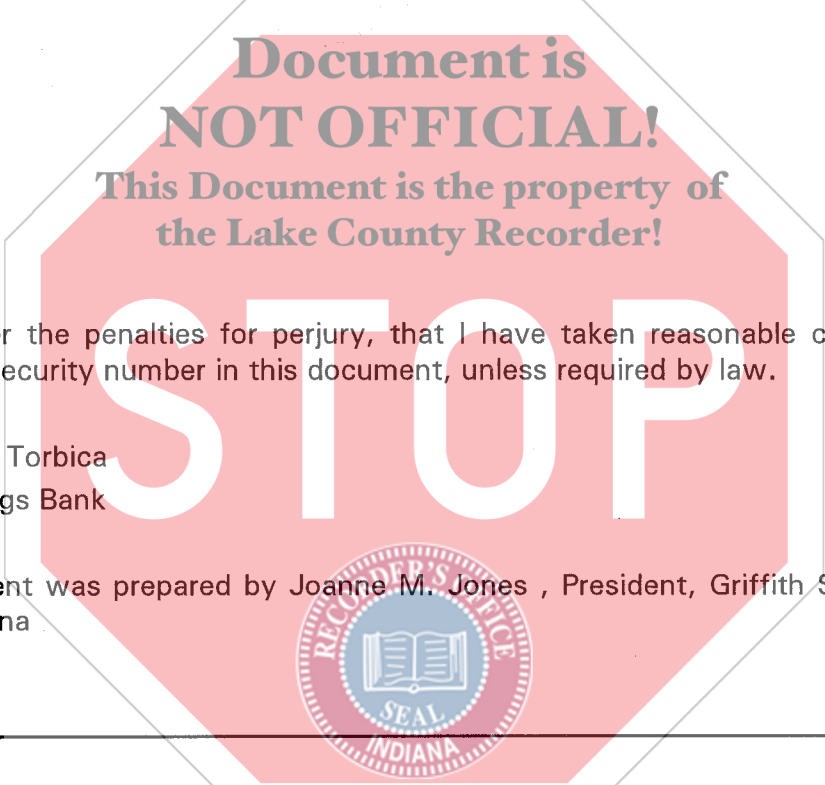 Document is
NOT OFFICIAL!
This Document is the property of
the Lake County Recorder!
STOP
r the penalties for perjury, that I have taken reasonable c
ecurity number in this document, unless required by law.
Torbica
gs Bank
ent was prepared by Joanne M. Jones , President, Griffith S
na
RECORDER'S OFFICE
SEAL
INDIANA